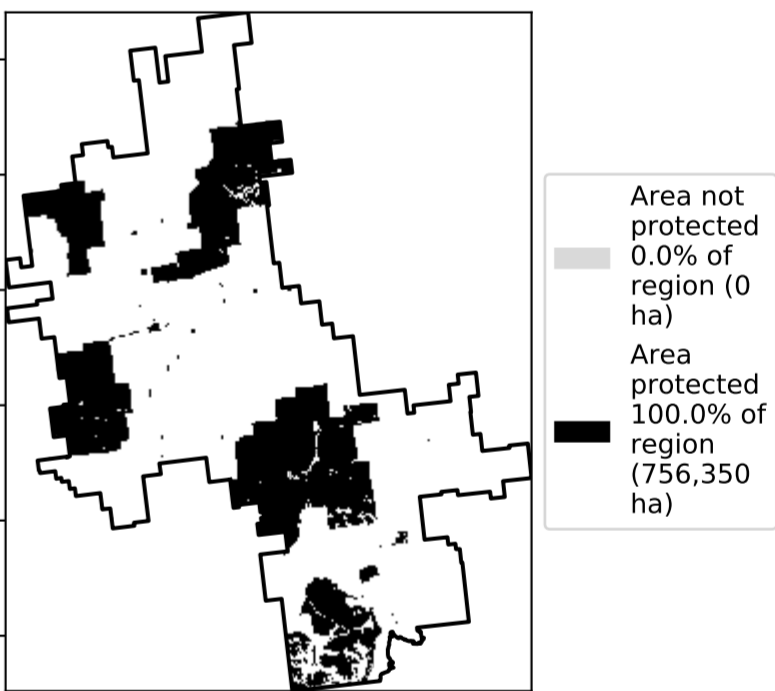 Area not
protected
0.0% of
region (0
ha)
Area
protected
100.0% of
region
(756,350
ha)